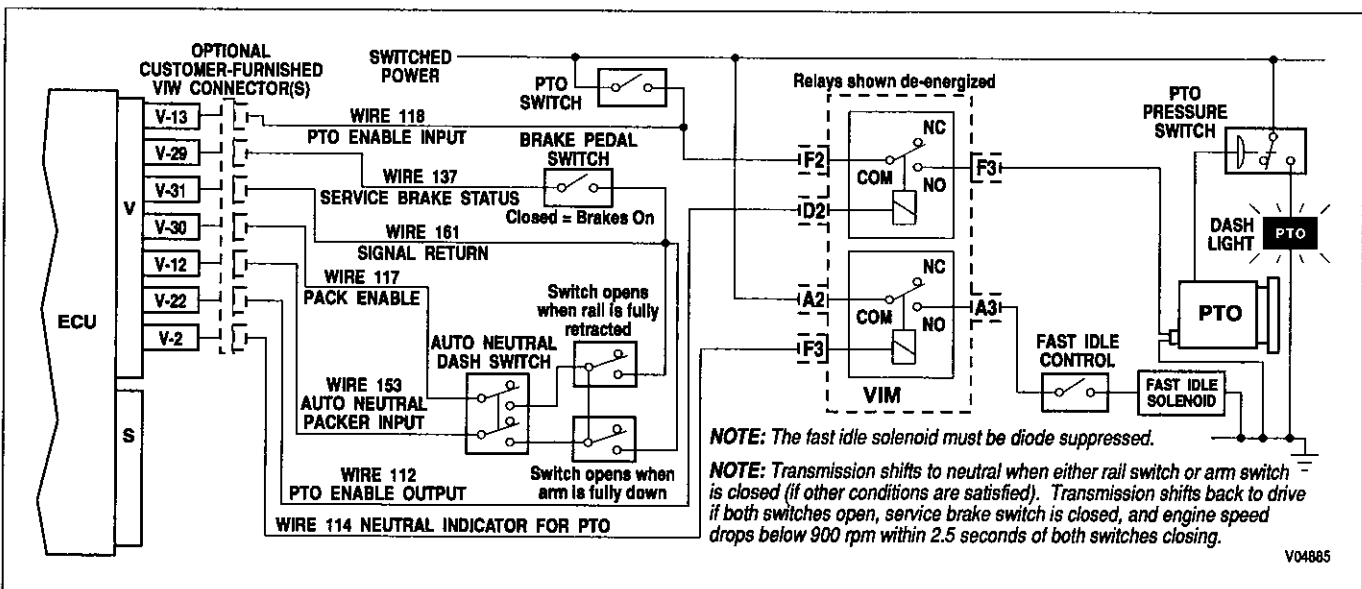 OPTIONAL
CUSTOMER-FURNISHED
VIW CONNECTOR(S)
SWITCHED
POWER
PTO
SWITCH
Relays shown de-energized
PTO
PRESSURE
SWITCH
V-13
WIRE 118
PTO ENABLE INPUT
V-29
BRAKE PEDAL
SWITCH
WIRE 137
SERVICE BRAKE STATUS
Closed = Brakes On
V-31
WIRE 161
SIGNAL RETURN
V-30
WIRE 117
PACK ENABLE
V-12
V-22
V-2
V
S
ECU
AUTO NEUTRAL
DASH SWITCH
Switch opens
when rail is fully
retracted
WIRE 153
AUTO NEUTRAL
PACKER INPUT
Switch opens when
arm is fully down
WIRE 112
PTO ENABLE OUTPUT
WIRE 114 NEUTRAL INDICATOR FOR PTO
F2
NC
COM
NO
F3
D2
A2
NC
COM
NO
A3
F3
VIM
DASH
LIGHT
PTO
PTO
FAST IDLE
CONTROL
FAST IDLE
SOLENOID
NOTE: The fast idle solenoid must be diode suppressed.
NOTE: Transmission shifts to neutral when either rail switch or arm switch
is closed (if other conditions are satisfied). Transmission shifts back to drive
if both switches open, service brake switch is closed, and engine speed
drops below 900 rpm within 2.5 seconds of both switches closing.
V04885